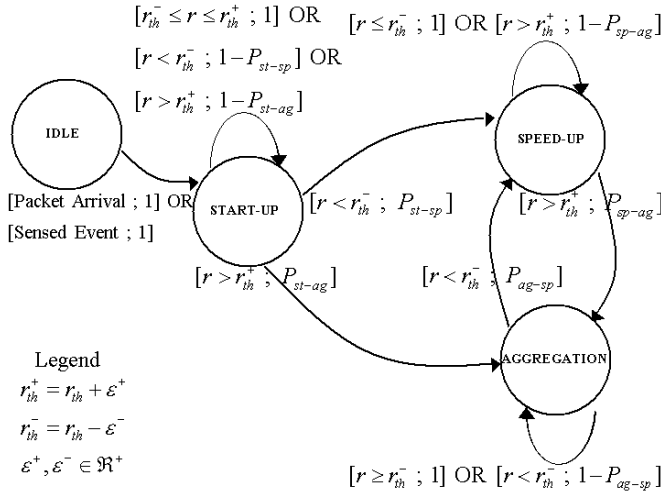 [r_th^- ≤ r ≤ r_th^+ ; 1] OR
[r < r_th^- ; 1−P_st−sp] OR
[r > r_th^+ ; 1−P_st−ag]
[r ≤ r_th^- ; 1] OR [r > r_th^+ ; 1−P_sp−ag]
IDLE
SPEED-UP
[Packet Arrival ; 1] OR
[Sensed Event ; 1]
START-UP
[r < r_th^- ; P_st−sp]
[r > r_th^+ ; P_sp−ag]
[r > r_th^+ ; P_st−ag]
[r < r_th^- ; P_ag−sp]
AGGREGATION
Legend
r_th^+ = r_th + ε^+
r_th^- = r_th − ε^-
ε^+, ε^- ∈ ℜ^+
[r ≥ r_th^- ; 1] OR [r < r_th^- ; 1−P_ag−sp]